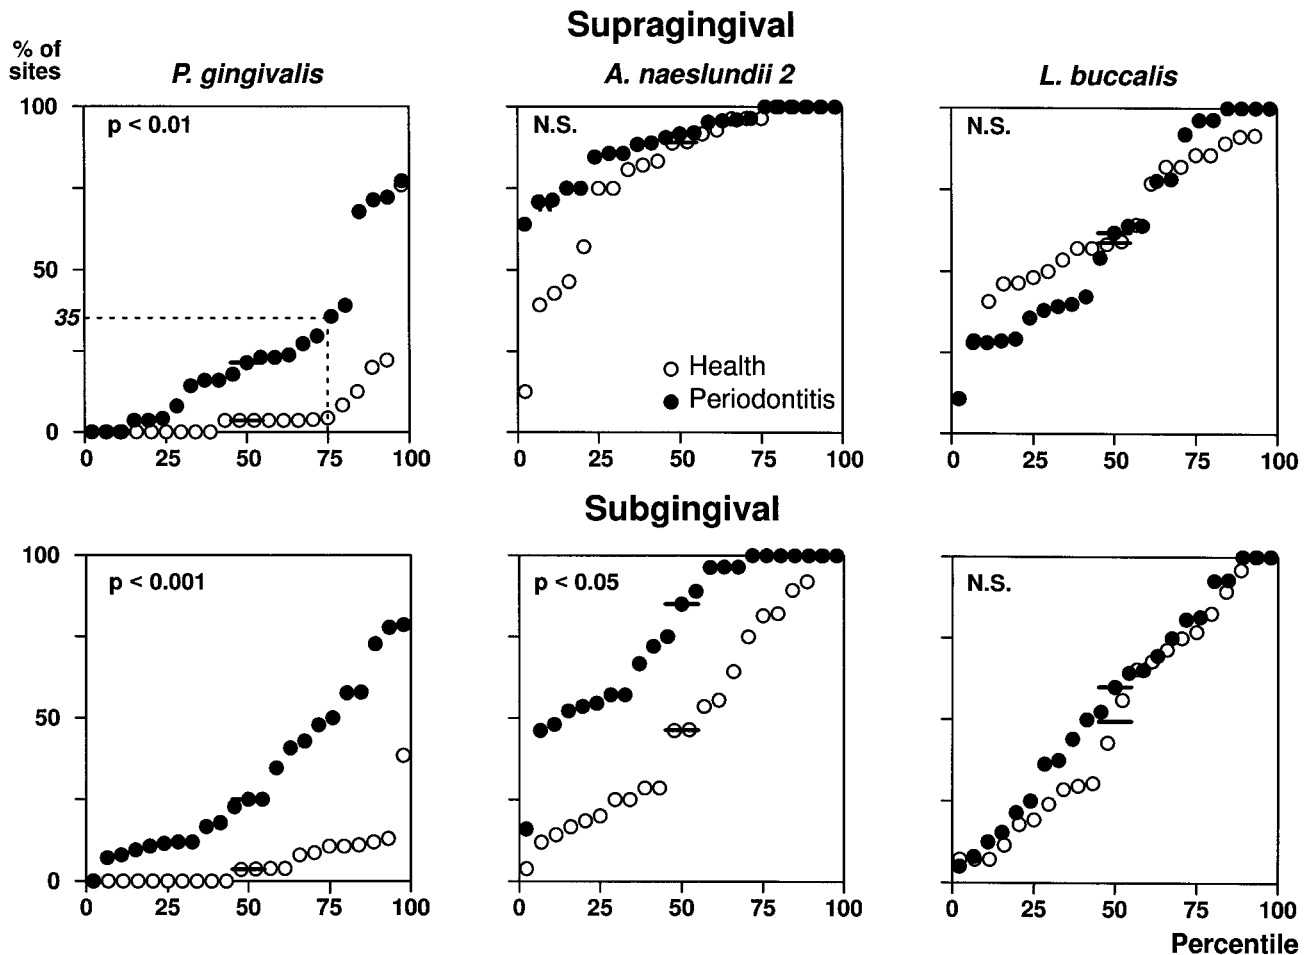 Supragingival
% of
sites
P. gingivalis
A. naeslundii 2
L. buccalis
100
50
35
0
p < 0.01
N.S.
N.S.
Health
Periodontitis
0 25 50 75 100
0 25 50 75 100
0 25 50 75 100
Subgingival
100
50
0
p < 0.001
p < 0.05
N.S.
0 25 50 75 100
0 25 50 75 100
0 25 50 75 100
Percentile